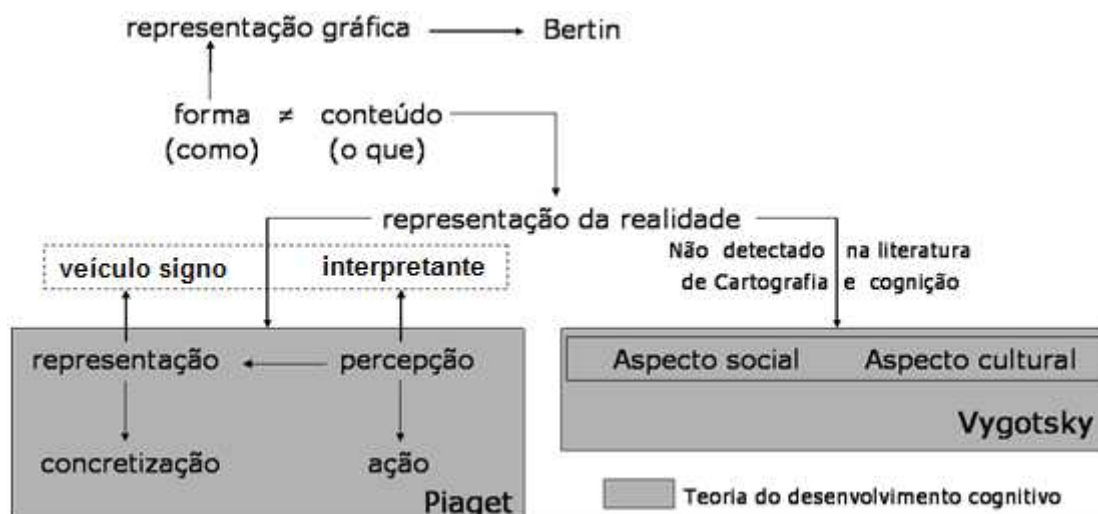 representação gráfica Bertin
forma ≠ conteúdo
(como) (o que)
representação da realidade
Não detectado na literatura
de Cartografia e cognição
veículo signo interpretante
representação percepção
concretização ação
Piaget
Aspecto social Aspecto cultural
Vygotsky
Teoria do desenvolvimento cognitivo